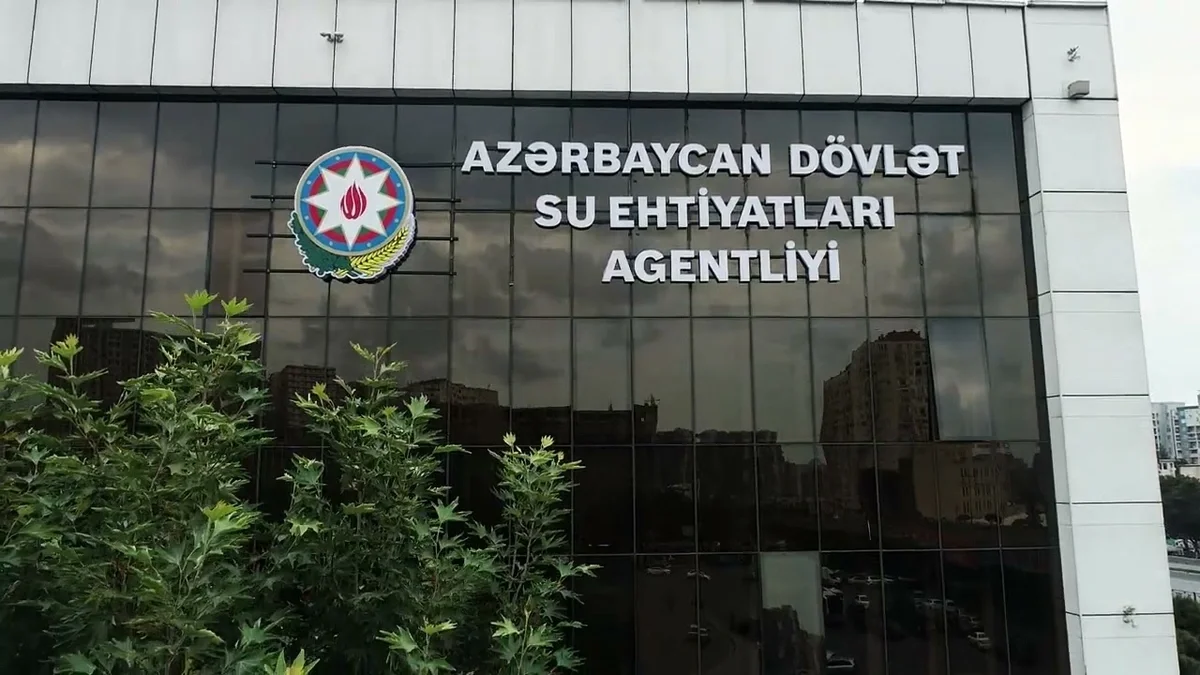 AZƏRBAYCAN DÖVLƏT
SU EHTİYATLARI
AGENTLİYİ